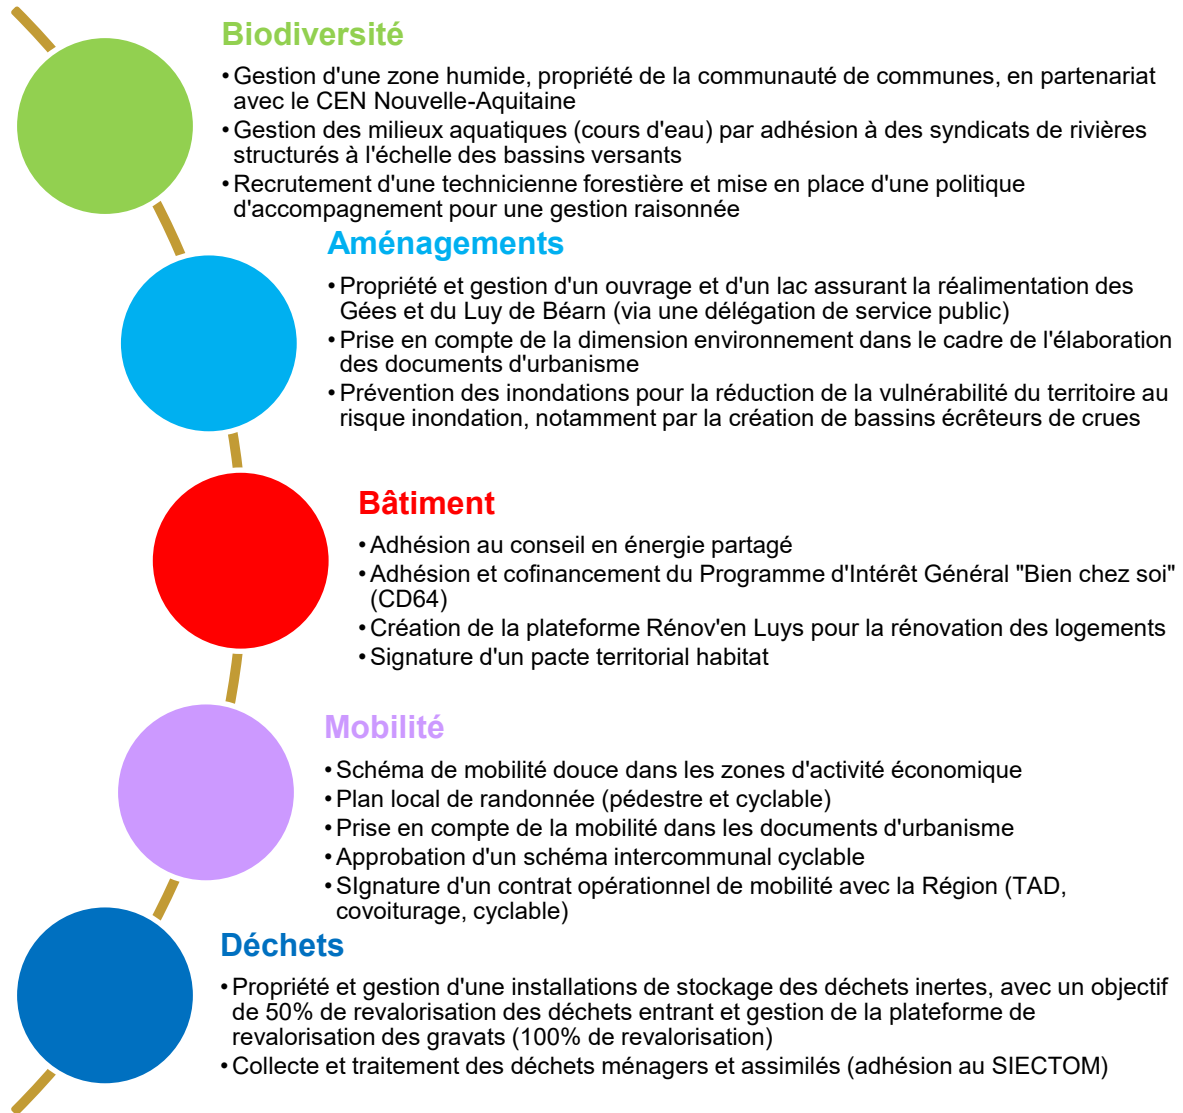 Biodiversité
•Gestion d'une zone humide, propriété de la communauté de communes, en partenariat
avec le CEN Nouvelle-Aquitaine
•Gestion des milieux aquatiques (cours d'eau) par adhésion à des syndicats de rivières
structurés à l'échelle des bassins versants
•Recrutement d'une technicienne forestière et mise en place d'une politique
d'accompagnement pour une gestion raisonnée
Aménagements
•Propriété et gestion d'un ouvrage et d'un lac assurant la réalimentation des
Gées et du Luy de Béarn (via une délégation de service public)
•Prise en compte de la dimension environnement dans le cadre de l'élaboration
des documents d'urbanisme
•Prévention des inondations pour la réduction de la vulnérabilité du territoire au
risque inondation, notamment par la création de bassins écrêteurs de crues
Bâtiment
•Adhésion au conseil en énergie partagé
•Adhésion et cofinancement du Programme d'Intérêt Général "Bien chez soi"
(CD64)
•Création de la plateforme Rénov'en Luys pour la rénovation des logements
•Signature d'un pacte territorial habitat
Mobilité
•Schéma de mobilité douce dans les zones d'activité économique
•Plan local de randonnée (pédestre et cyclable)
•Prise en compte de la mobilité dans les documents d'urbanisme
•Approbation d'un schéma intercommunal cyclable
•SIgnature d'un contrat opérationnel de mobilité avec la Région (TAD,
covoiturage, cyclable)
Déchets
•Propriété et gestion d'une installations de stockage des déchets inertes, avec un objectif
de 50% de revalorisation des déchets entrant et gestion de la plateforme de
revalorisation des gravats (100% de revalorisation)
•Collecte et traitement des déchets ménagers et assimilés (adhésion au SIECTOM)